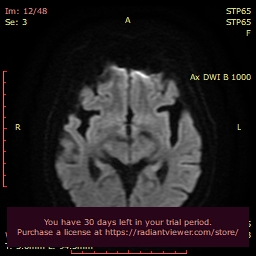 Im: 12/48
STP65
Se: 3
STP65
F
A
Ax DWI B 1000
R
L
You have 30 days left in your trial period.
Purchase a license at https://radiantviewer.com/store/